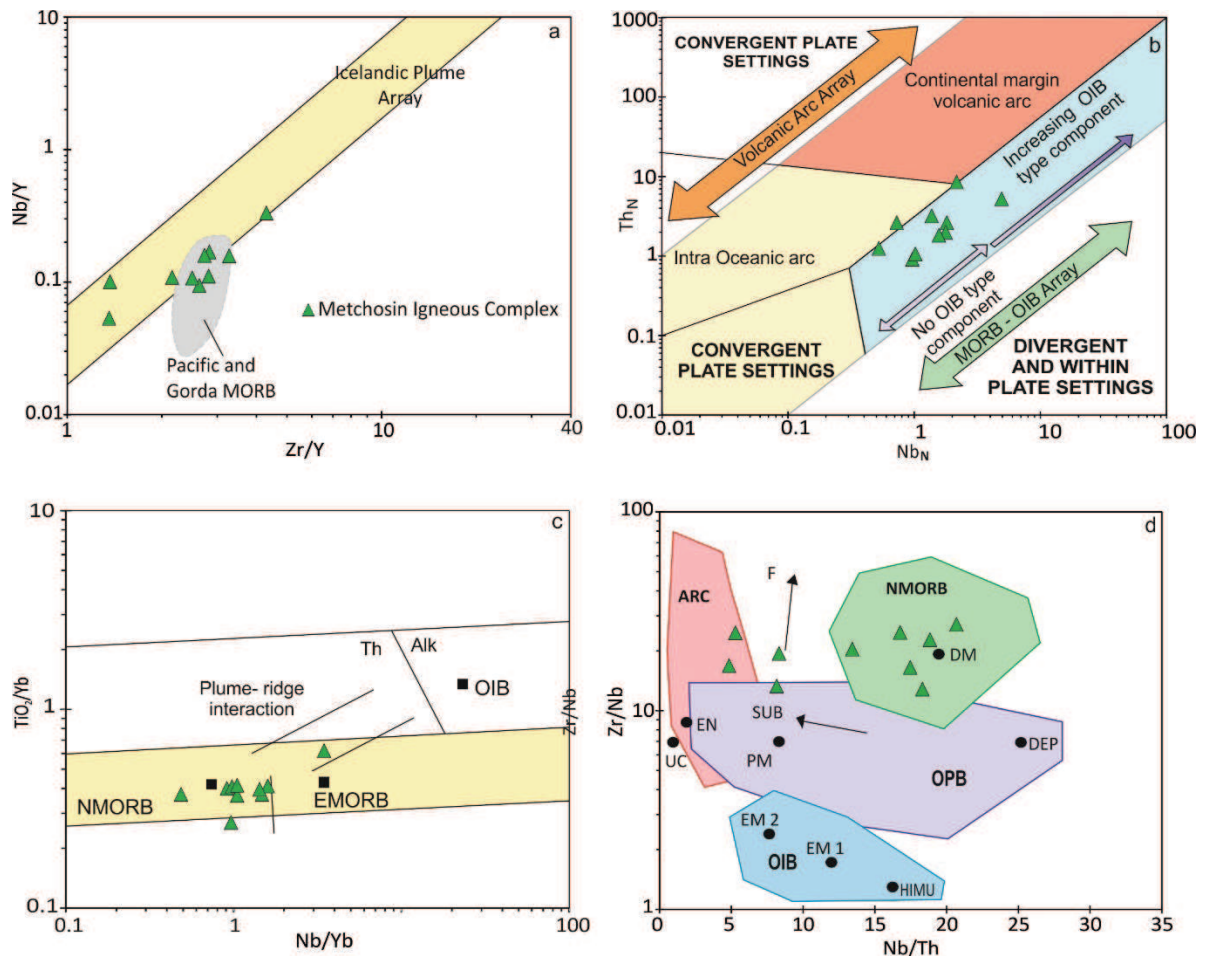 a
10
1
0.1
0.01
Nb/Y
Icelandic Plume
Array
Metchosin Igneous Complex
Pacific and
Gorda MORB
1
10
40
Zr/Y
b
1000
100
10
1
0.1
0.01
Th_N
CONVERGENT PLATE
SETTINGS
Volcanic Arc Array
Continental margin
volcanic arc
Increasing OIB
type component
Intra Oceanic arc
No OIB type
component
MORB - OIB Array
CONVERGENT
PLATE SETTINGS
DIVERGENT
AND WITHIN
PLATE SETTINGS
0.01
0.1
1
10
100
Nb_N
c
10
1
0.1
TiO₂/Yb
Th
Alk
OIB
Plume- ridge
interaction
NMORB
EMORB
0.1
1
10
100
Nb/Yb
d
100
10
1
Zr/Nb
ARC
F
NMORB
DM
EN
SUB
UC
PM
DEP
OPB
EM 2
EM 1
OIB
HIMU
0
5
10
15
20
25
30
35
Nb/Th